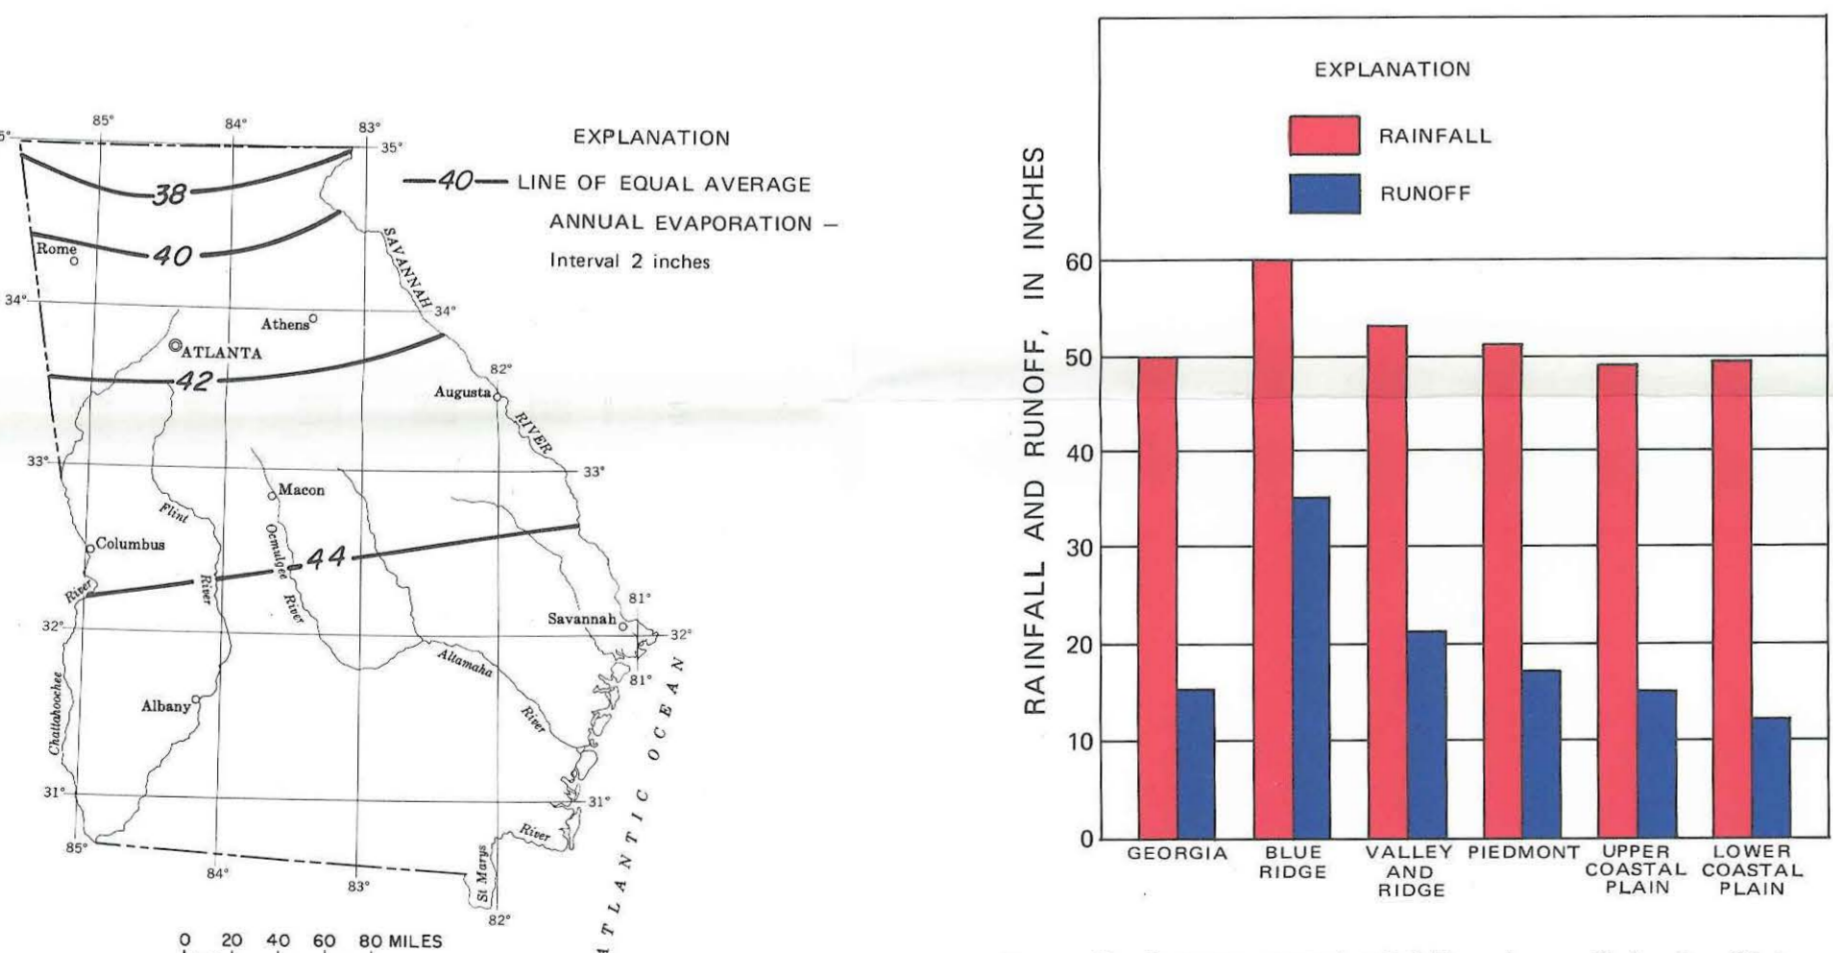 85°
84°
83°
5°
35°
EXPLANATION
—40— LINE OF EQUAL AVERAGE
ANNUAL EVAPORATION —
Interval 2 inches
38
40
Rome
SAVANNAH
34°
34°
Athens
ATLANTA
42
82°
Augusta
RIVER
33°
33°
Macon
Flint
Columbus
Ocmulgee
44
River
River
River
81°
Savannah
32°
32°
Altamaha
81°
Chattahoochee
Albany
River
31°
31°
85°
River
St Marys
84°
83°
82°
ATLANTIC OCEAN
0 20 40 60 80 MILES
EXPLANATION
RAINFALL
RUNOFF
RAINFALL AND RUNOFF, IN INCHES
60
50
40
30
20
10
0
GEORGIA
BLUE
RIDGE
VALLEY
AND
RIDGE
PIEDMONT
UPPER
COASTAL
PLAIN
LOWER
COASTAL
PLAIN